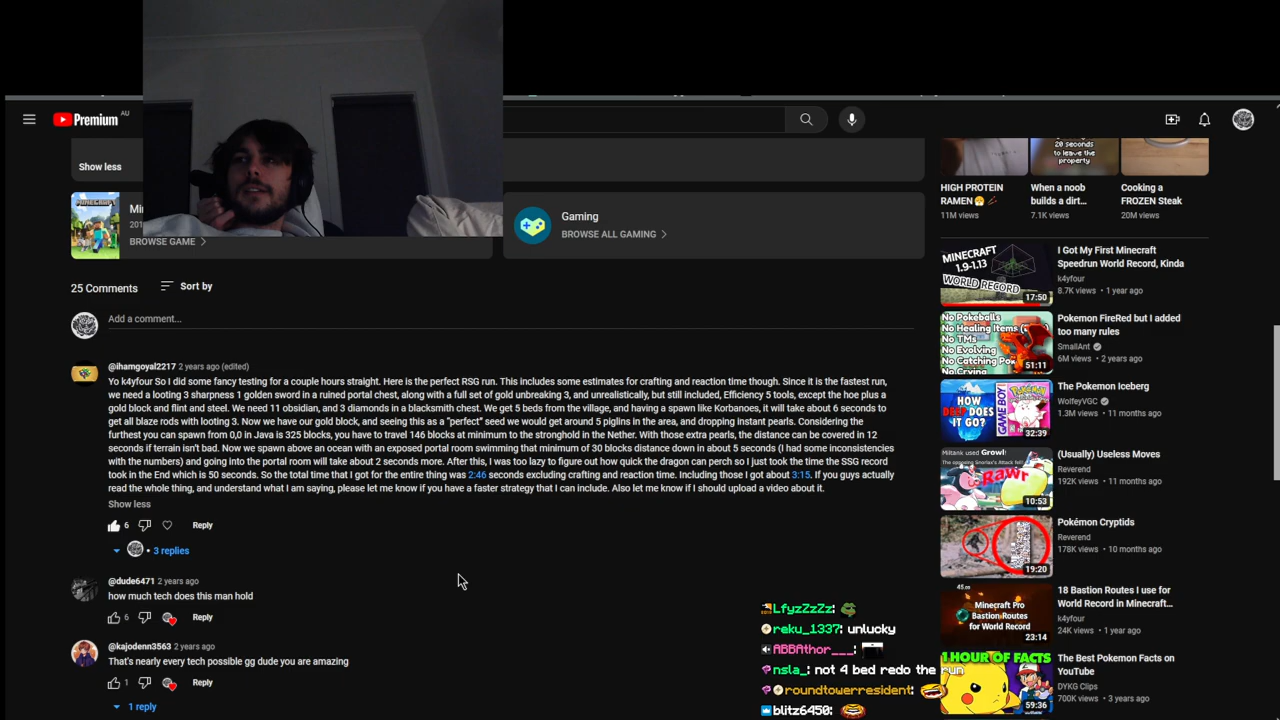 AU
Premium
Show less
BROWSE GAME
Gaming
BROWSE ALL GAMING
25 Comments
Sort by
Add a comment...
@ihamgoyal2217 2 years ago (edited)
Yo k4yfour So I did some fancy testing for a couple hours straight. Here is the perfect RSG run. This includes some estimates for crafting and reaction time though. Since it is the fastest run,
we need a looting 3 sharpness 1 golden sword in a ruined portal chest, along with a full set of gold unbreaking 3, and unrealistically, but still included, Efficiency 5 tools, except the hoe plus a
gold block and flint and steel. We need 11 obsidian, and 3 diamonds in a blacksmith chest. We get 5 beds from the village, and having a spawn like Korbanoes, it will take about 6 seconds to
get all blaze rods with looting 3. Now we have our gold block, and seeing this as a "perfect" seed we would get around 5 piglins in the area, and dropping instant pearls. Considering the
furthest you can spawn from 0,0 in Java is 325 blocks, you have to travel 146 blocks at minimum to the stronghold in the Nether. With those extra pearls, the distance can be covered in 12
seconds if terrain isn't bad. Now we spawn above an ocean with an exposed portal room swimming that minimum of 30 blocks distance down in about 5 seconds (I had some inconsistencies
with the numbers) and going into the portal room will take about 2 seconds more. After this, I was too lazy to figure out how quick the dragon can perch so I just took the time the SSG record
took in the End which is 50 seconds. So the total time that I got for the entire thing was 2:46 seconds excluding crafting and reaction time. Including those I got about 3:15. If you guys actually
read the whole thing, and understand what I am saying, please let me know if you have a faster strategy that I can include. Also let me know if I should upload a video about it.
Show less
6
Reply
3 replies
@dude6471 2 years ago
how much tech does this man hold
6
Reply
@kajodenn3563 2 years ago
That's nearly every tech possible gg dude you are amazing
1
Reply
1 reply
20 seconds
to leave the
property
HIGH PROTEIN
RAMEN
11M views
When a noob
builds a dirt...
7.1K views
Cooking a
FROZEN Steak
20M views
MINECRAFT
1.9-1.13
WORLD RECORD
17:50
I Got My First Minecraft
Speedrun World Record, Kinda
k4yfour
8.7K views • 1 year ago
No Pokeballs
No Healing Items
No TMs
No Evolving
No Catching
51:11
Pokemon FireRed but I added
too many rules
SmallAnt
6M views • 2 years ago
HOW
DEEP DOES
IT GO?
32:39
The Pokemon Iceberg
WolfeyVGC
1.3M views • 11 months ago
Munked used Growl!
RAWR
10:53
(Usually) Useless Moves
Reverend
192K views • 11 months ago
19:20
Pokémon Cryptids
Reverend
178K views • 10 months ago
Minecraft Pro
Bastion Routes
for World Record
23:14
18 Bastion Routes I use for
World Record in Minecraft...
k4yfour
24K views • 1 year ago
1 HOUR OF FACTS
59:36
The Best Pokemon Facts on
YouTube
DYKG Clips
700K views • 3 years ago
LfyzZzZz:
reku_1337: unlucky
ABBAthor___:
nsla_: not 4 bed redo the run
roundtowerresident:
blitz6450: